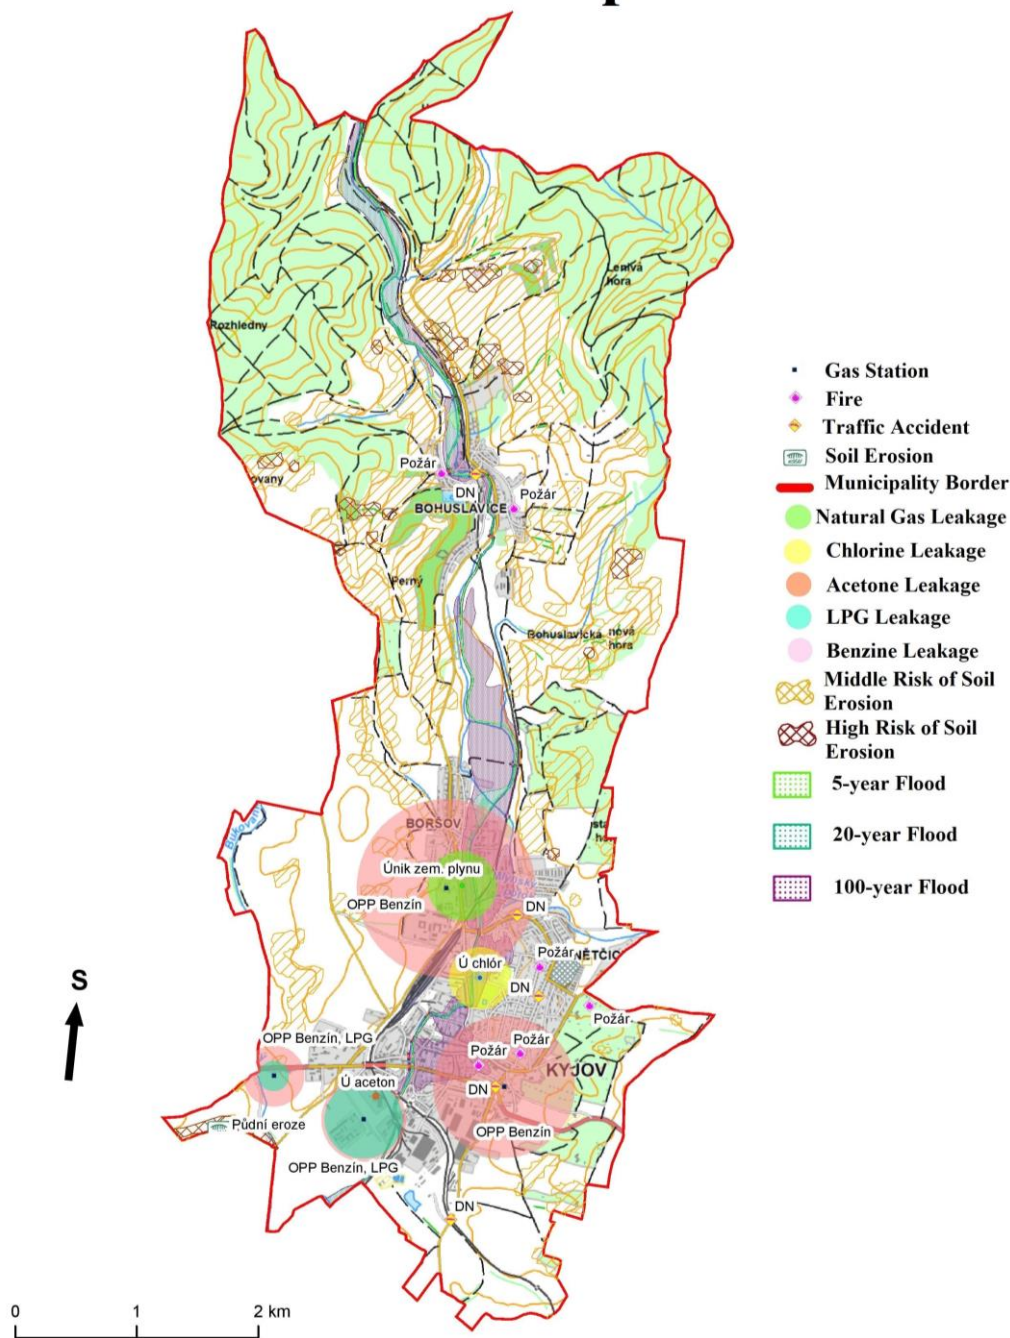 Lenivá
hora
Rozhledny
ovany
Požár
DN
Požár
BOHUSLAVICE
Perný
Bohuslavická nová
hora
BORŠOV
Únik zem. plynu
OPP Benzín
DN
Ú chlór
Požár
NĚTČIC
DN
Požár
Požár
Požár
KYJOV
DN
OPP Benzín
OPP Benzín, LPG
Ú aceton
Půdní eroze
OPP Benzín, LPG
DN
S
0 1 2 km
Gas Station
Fire
Traffic Accident
Soil Erosion
Municipality Border
Natural Gas Leakage
Chlorine Leakage
Acetone Leakage
LPG Leakage
Benzine Leakage
Middle Risk of Soil
Erosion
High Risk of Soil
Erosion
5-year Flood
20-year Flood
100-year Flood